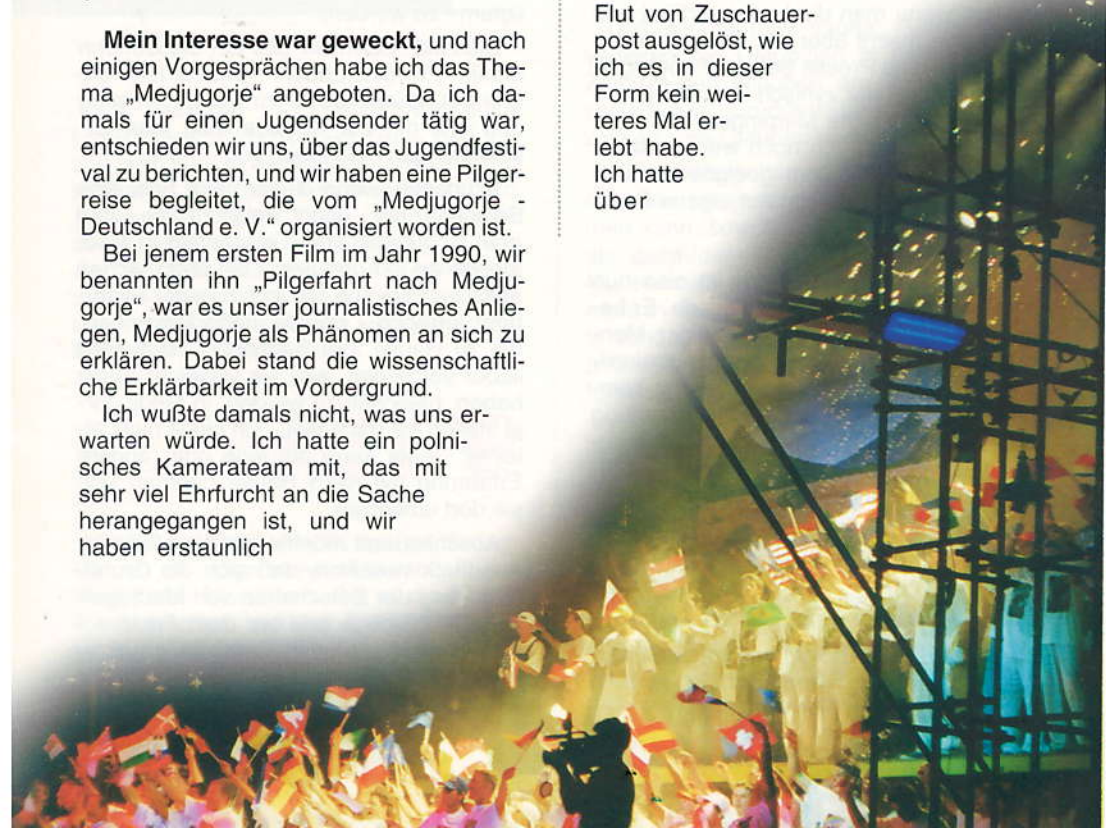 Mein Interesse war geweckt, und nach
einigen Vorgesprächen habe ich das The-
ma „Medjugorje“ angeboten. Da ich da-
mals für einen Jugendsender tätig war,
entschieden wir uns, über das Jugendfesti-
val zu berichten, und wir haben eine Pilger-
reise begleitet, die vom „Medjugorje -
Deutschland e. V.“ organisiert worden ist.
Bei jenem ersten Film im Jahr 1990, wir
benannten ihn „Pilgerfahrt nach Medju-
gorje“, war es unser journalistisches Anlie-
gen, Medjugorje als Phänomen an sich zu
erklären. Dabei stand die wissenschaftli-
che Erklärbarkeit im Vordergrund.
Ich wußte damals nicht, was uns er-
warten würde. Ich hatte ein polni-
sches Kamerateam mit, das mit
sehr viel Ehrfurcht an die Sache
herangegangen ist, und wir
haben erstaunlich
Flut von Zuschauer-
post ausgelöst, wie
ich es in dieser
Form kein wei-
teres Mal er-
lebt habe.
Ich hatte
über